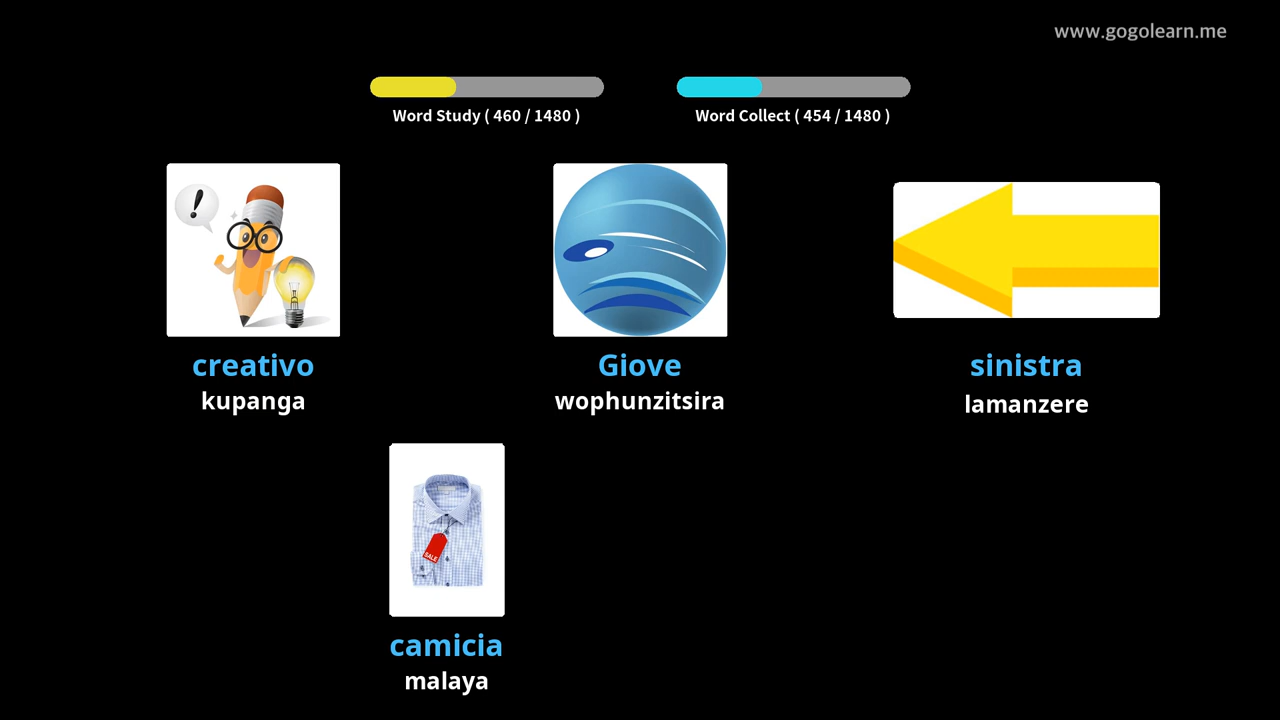 www.gogolearn.me
Word Study ( 460 / 1480 )
Word Collect ( 454 / 1480 )
!
creativo
kupanga
Giove
wophunzitsira
sinistra
lamanzere
SALE
camicia
malaya